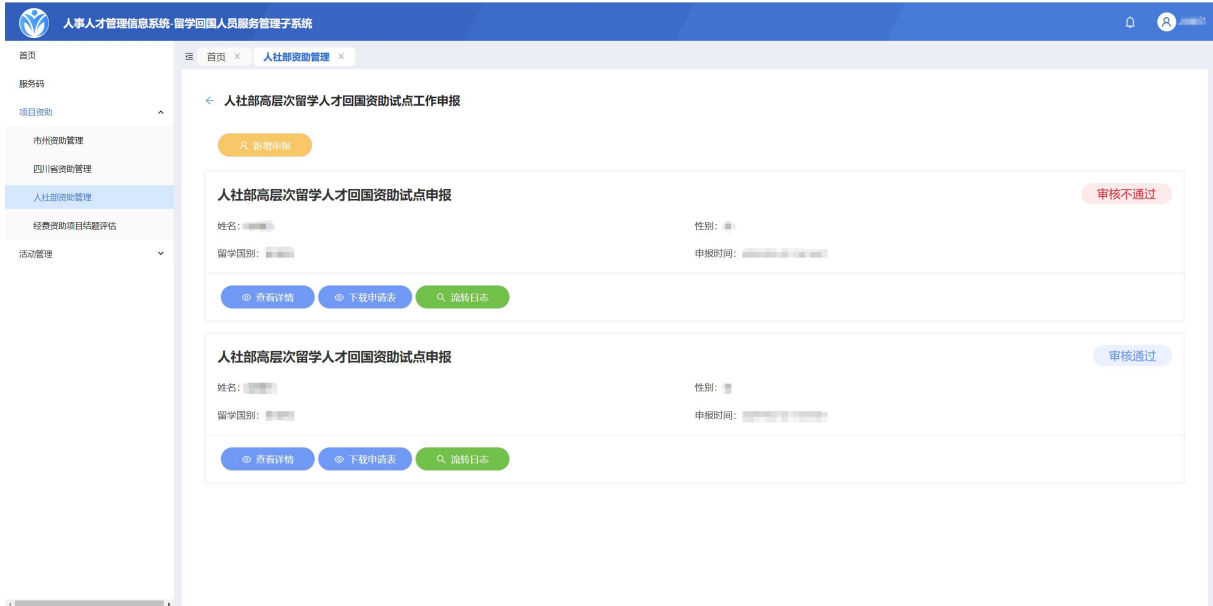 人事人才管理信息系统-留学回国人员服务管理子系统
首页
服务码
项目资助
市州资助管理
四川省资助管理
人社部资助管理
经费资助项目结题评估
活动管理
首页 × 人社部资助管理 ×
人社部高层次留学人才回国资助试点工作申报
新增申报
人社部高层次留学人才回国资助试点申报 审核不通过
姓名: 性别:
留学国别: 申报时间:
查看详情 下载申请表 流转日志
人社部高层次留学人才回国资助试点申报 审核通过
姓名: 性别:
留学国别: 申报时间:
查看详情 下载申请表 流转日志